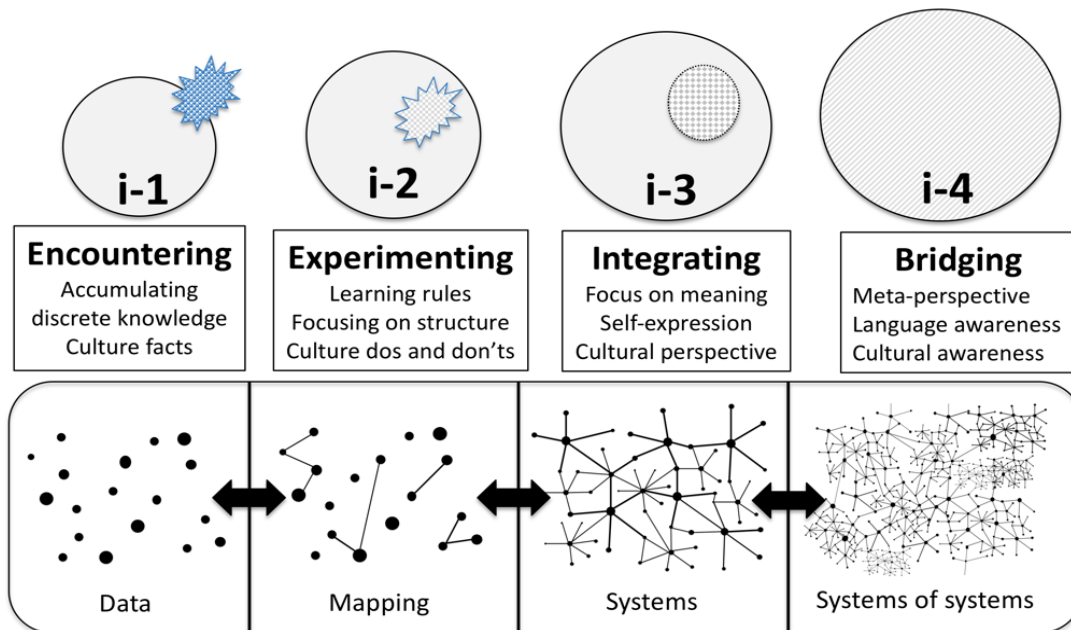 i-1
i-2
i-3
i-4
Encountering
Accumulating
discrete knowledge
Culture facts
Experimenting
Learning rules
Focusing on structure
Culture dos and don’ts
Integrating
Focus on meaning
Self-expression
Cultural perspective
Bridging
Meta-perspective
Language awareness
Cultural awareness
Data
Mapping
Systems
Systems of systems